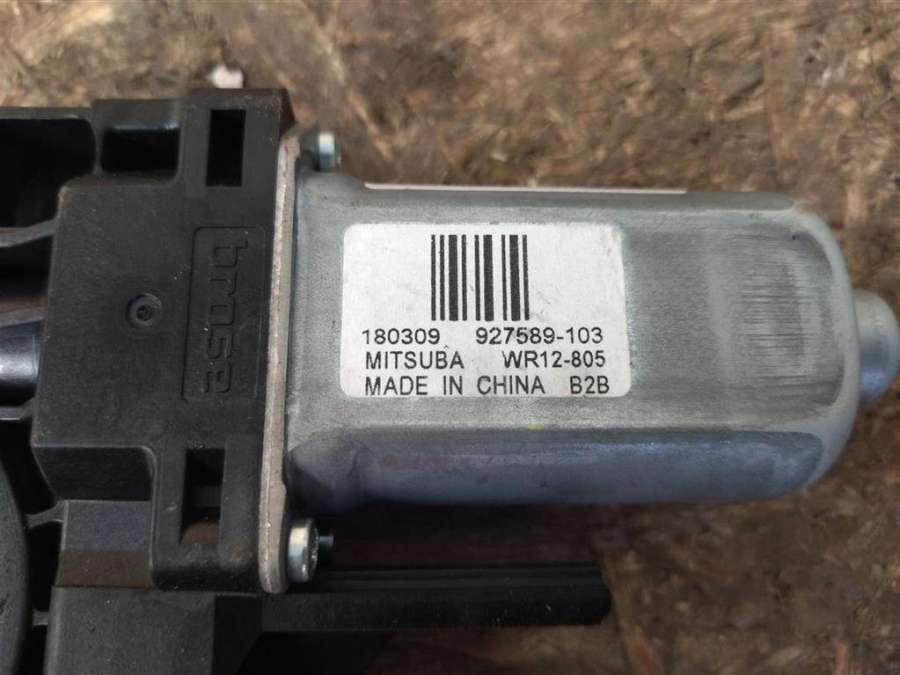 brose
180309 927589-103
MITSUBA WR12-805
MADE IN CHINA B2B